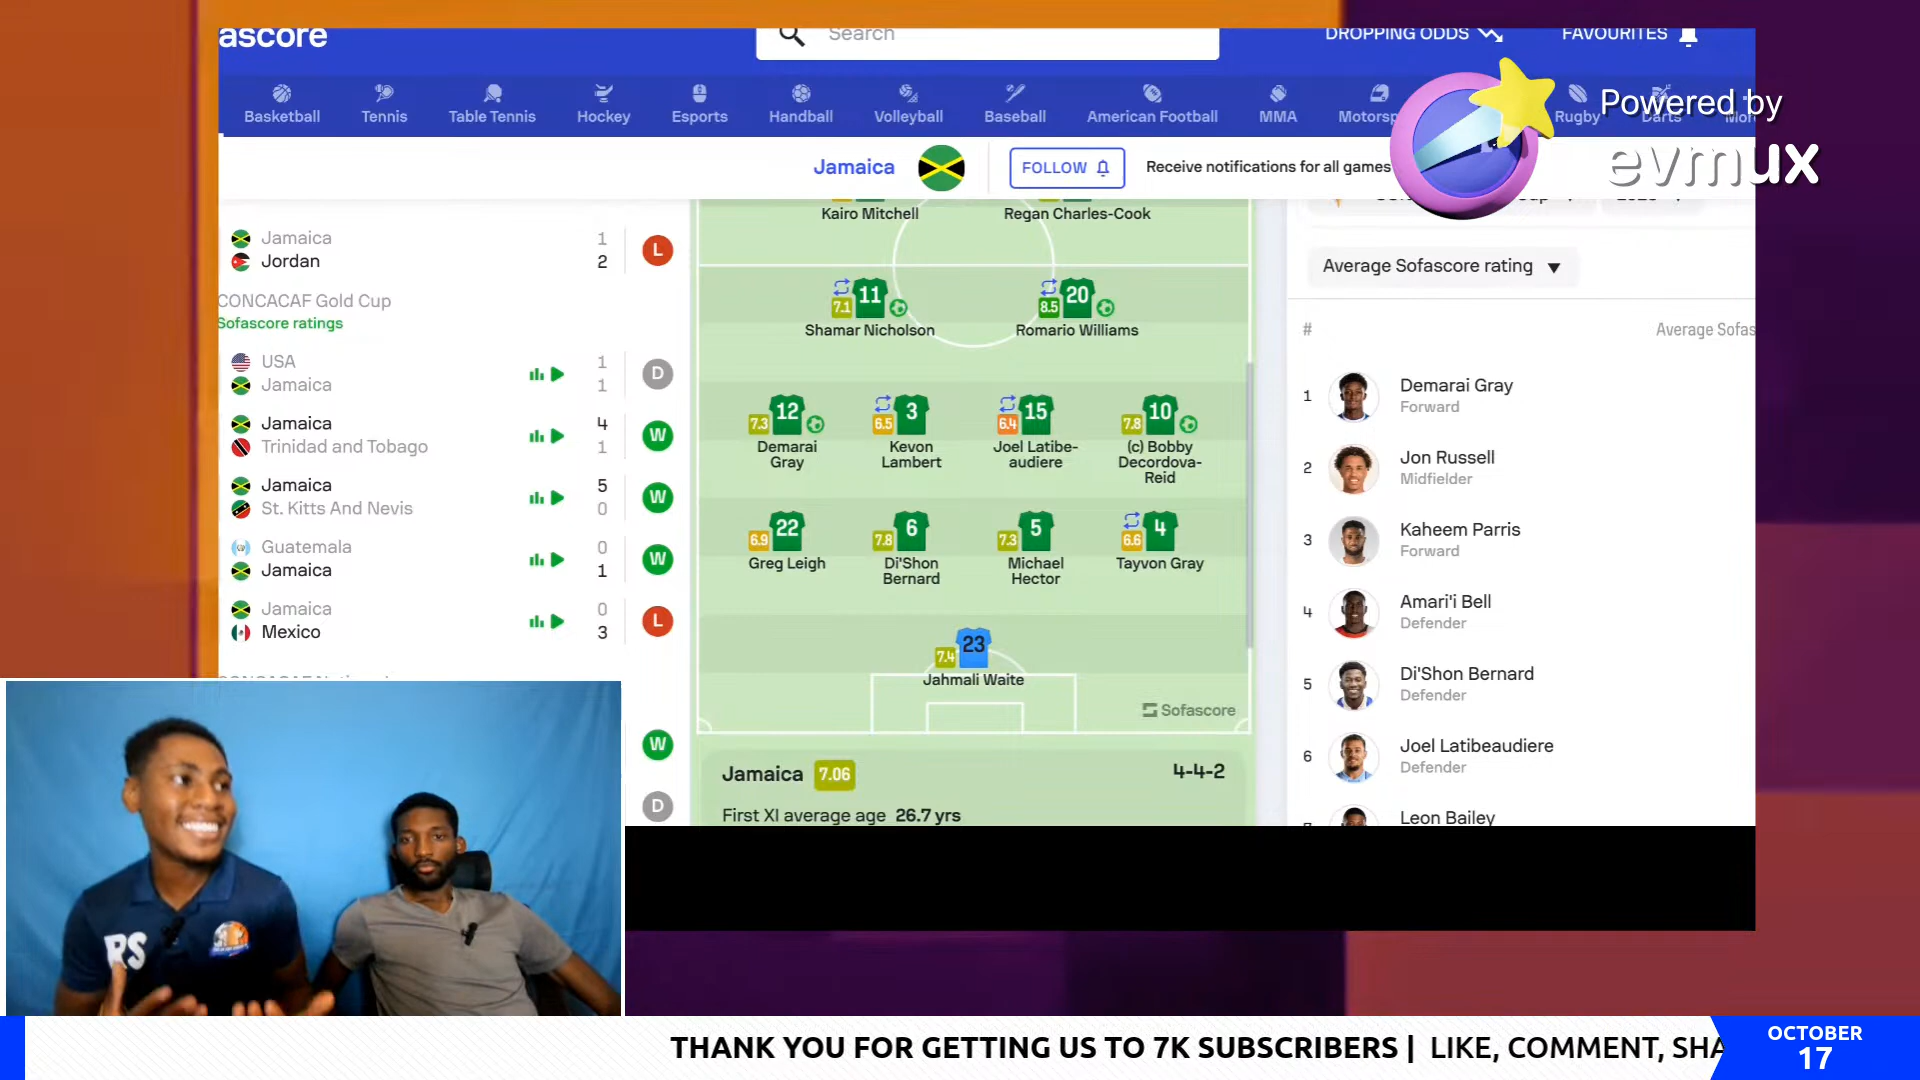 ascore
Search
DROPPING ODDS
FAVOURITES
Basketball
Tennis
Table Tennis
Hockey
Esports
Handball
Volleyball
Baseball
American Football
MMA
Motorsp
Rugby
Darts
Powered by
evmux
Jamaica
FOLLOW
Receive notifications for all games
Jamaica 1
Jordan 2
L
CONCACAF Gold Cup
Sofascore ratings
USA 1
Jamaica 1
D
Jamaica 4
Trinidad and Tobago 1
W
Jamaica 5
St. Kitts And Nevis 0
W
Guatemala 0
Jamaica 1
W
Jamaica 0
Mexico 3
L
W
D
Kairo Mitchell
Regan Charles-Cook
11
7.1
Shamar Nicholson
20
8.5
Romario Williams
12
7.3
Demarai
Gray
3
6.5
Kevon
Lambert
15
6.4
Joel Latibe-
audiere
10
7.8
(c) Bobby
Decordova-
Reid
22
6.9
Greg Leigh
6
7.8
Di'Shon
Bernard
5
7.3
Michael
Hector
4
6.6
Tayvon Gray
23
7.4
Jahmali Waite
Sofascore
Jamaica 7.06
4-4-2
First XI average age 26.7 yrs
Average Sofascore rating
# Average Sofas
1 Demarai Gray
Forward
2 Jon Russell
Midfielder
3 Kaheem Parris
Forward
4 Amari'i Bell
Defender
5 Di'Shon Bernard
Defender
6 Joel Latibeaudiere
Defender
Leon Bailey
RS
THANK YOU FOR GETTING US TO 7K SUBSCRIBERS | LIKE, COMMENT, SHA
OCTOBER
17